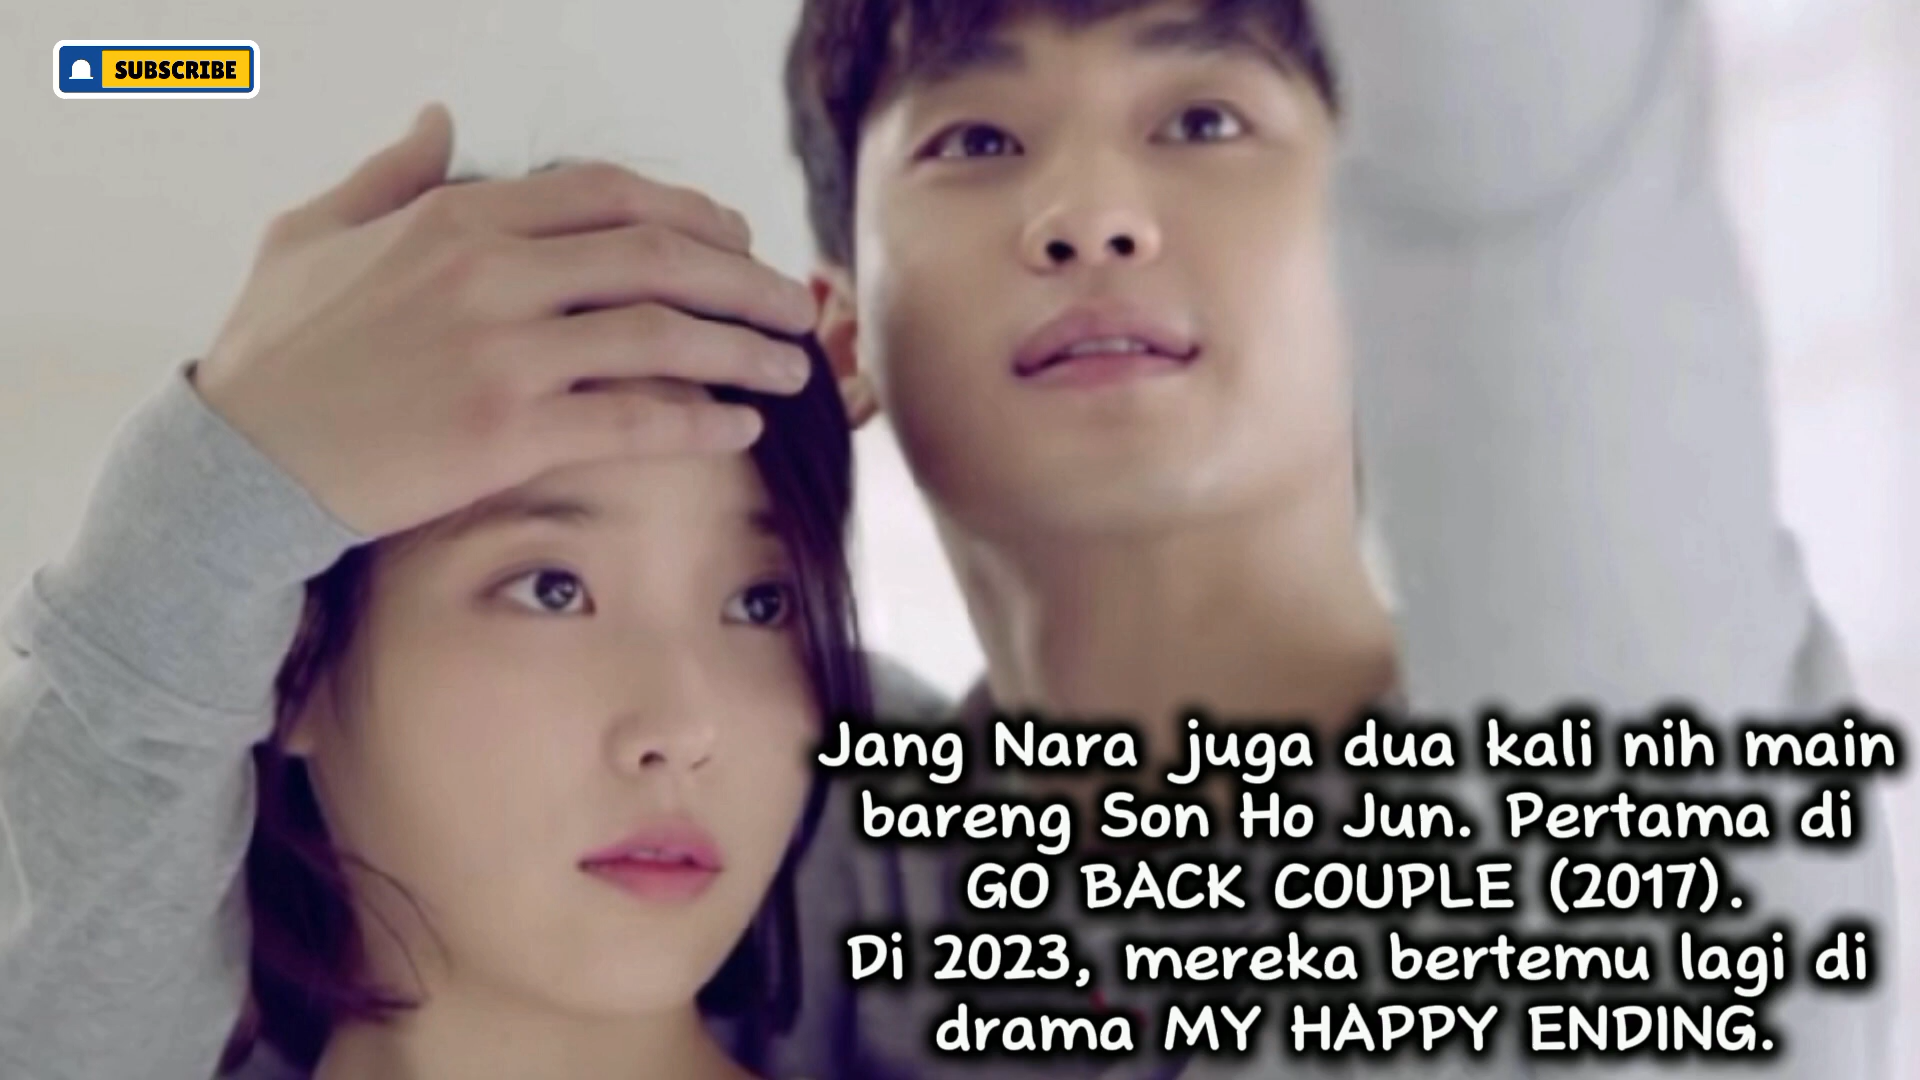 SUBSCRIBE
Jang Nara juga dua kali nih main
bareng Son Ho Jun. Pertama di
GO BACK COUPLE (2017).
Di 2023, mereka bertemu lagi di
drama MY HAPPY ENDING.